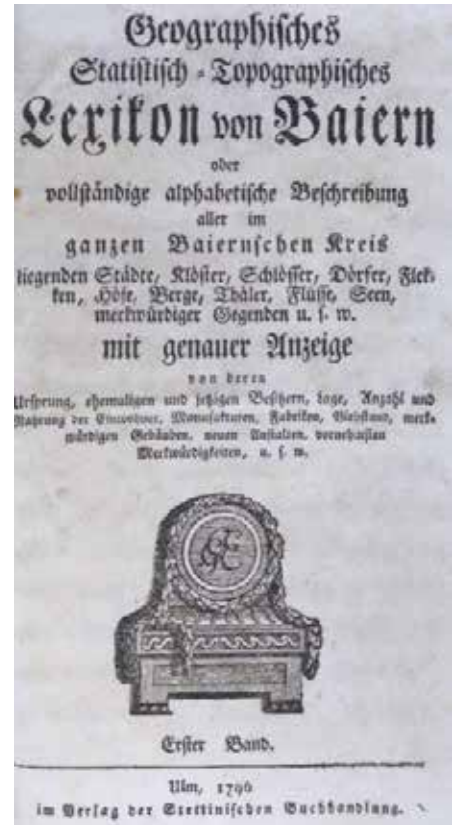 Geographisches
Statistisch-Topographisches
Lexikon von Baiern
oder
vollständige alphabetische Beschreibung
aller im
ganzen Baiernschen Kreis
liegenden Städte, Klöster, Schlösser, Dörfer, Flek-
ken, Höfe, Berge, Thäler, Flüsse, Seen,
merkwürdiger Gegenden u. s. w.
mit genauer Anzeige
von deren
Ursprung, ehemaligen und jetzigen Besitzern, Lage, Anzahl und
Nahrung der Einwohner, Manufakturen, Fabriken, Viehstand, merk-
würdigen Gebäuden, neuen Anstalten, vornehmsten
Merkwürdigkeiten, u. s. w.
Erster Band.
Ulm, 1796
im Verlag der Stettinischen Buchhandlung.